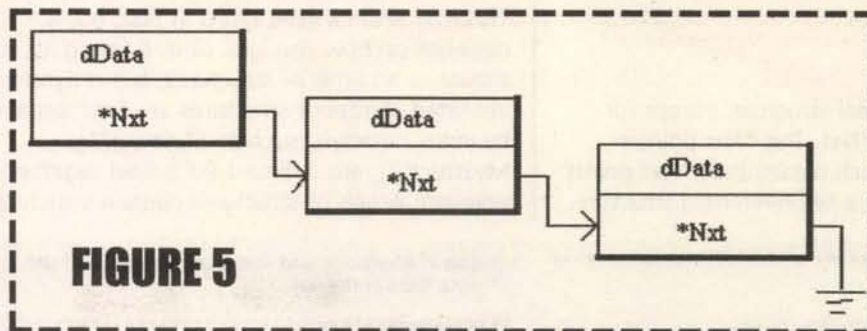 dData
*Nxt
dData
*Nxt
dData
*Nxt
FIGURE 5